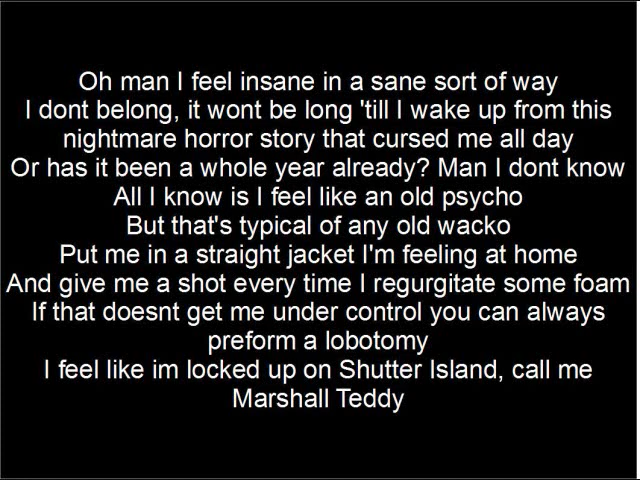 Oh man I feel insane in a sane sort of way
I dont belong, it wont be long 'till I wake up from this
nightmare horror story that cursed me all day
Or has it been a whole year already? Man I dont know
All I know is I feel like an old psycho
But that's typical of any old wacko
Put me in a straight jacket I'm feeling at home
And give me a shot every time I regurgitate some foam
If that doesnt get me under control you can always
preform a lobotomy
I feel like im locked up on Shutter Island, call me
Marshall Teddy